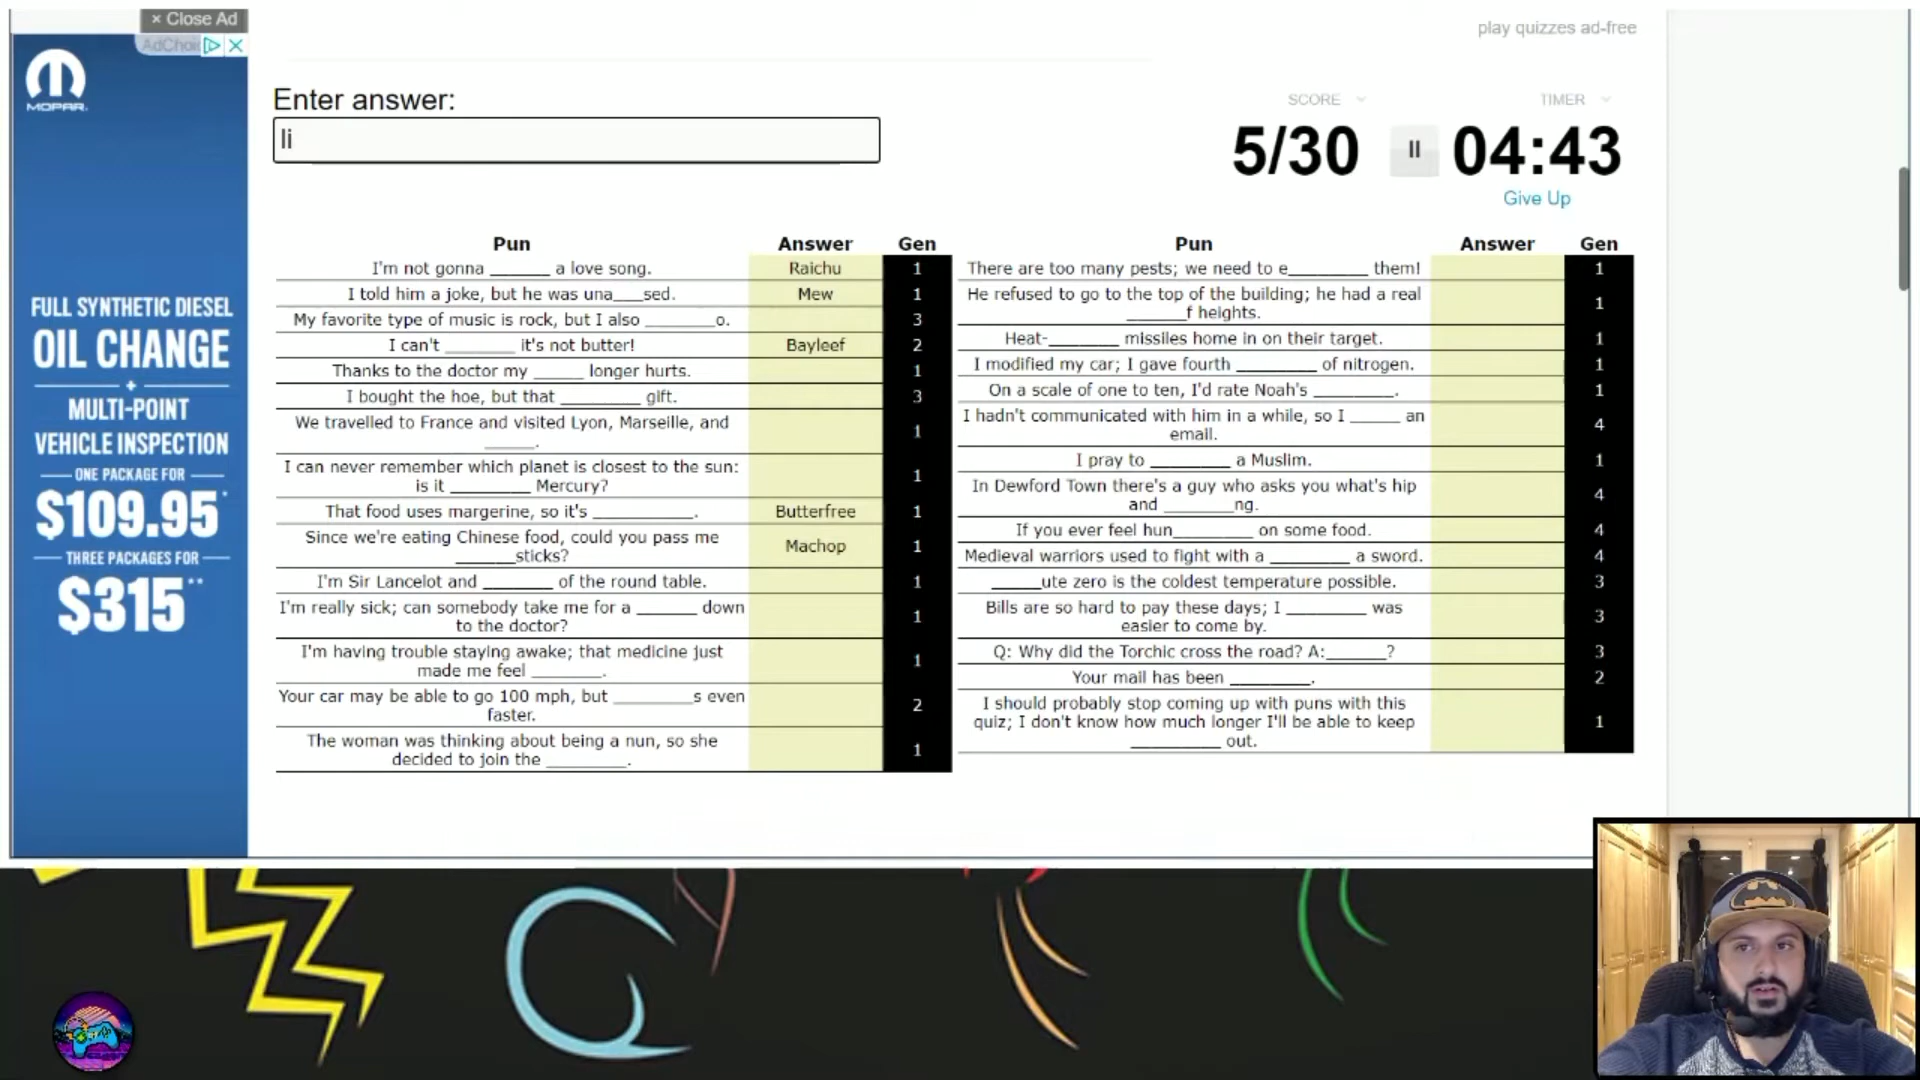 × Close Ad
AdChoi
MOPAR.
FULL SYNTHETIC DIESEL
OIL CHANGE
+
MULTI-POINT
VEHICLE INSPECTION
ONE PACKAGE FOR
$109.95*
THREE PACKAGES FOR
$315**
play quizzes ad-free
Enter answer:
li
SCORE
5/30
TIMER
04:43
Give Up
Pun Answer Gen
I'm not gonna ______ a love song. Raichu 1
I told him a joke, but he was una___sed. Mew 1
My favorite type of music is rock, but I also _______o. 3
I can't _______ it's not butter! Bayleef 2
Thanks to the doctor my _____ longer hurts. 1
I bought the hoe, but that ________ gift. 3
We travelled to France and visited Lyon, Marseille, and
_____. 1
I can never remember which planet is closest to the sun:
is it ________ Mercury? 1
That food uses margerine, so it's __________. Butterfree 1
Since we're eating Chinese food, could you pass me
______sticks? Machop 1
I'm Sir Lancelot and _______ of the round table. 1
I'm really sick; can somebody take me for a ______ down
to the doctor? 1
I'm having trouble staying awake; that medicine just
made me feel _______. 1
Your car may be able to go 100 mph, but ________s even
faster. 2
The woman was thinking about being a nun, so she
decided to join the ________. 1
Pun Answer Gen
There are too many pests; we need to e________ them! 1
He refused to go to the top of the building; he had a real
______f heights. 1
Heat-_______ missiles home in on their target. 1
I modified my car; I gave fourth ________ of nitrogen. 1
On a scale of one to ten, I'd rate Noah's ________. 1
I hadn't communicated with him in a while, so I _____ an
email. 4
I pray to ________ a Muslim. 1
In Dewford Town there's a guy who asks you what's hip
and _______ng. 4
If you ever feel hun________ on some food. 4
Medieval warriors used to fight with a ________ a sword. 4
_____ute zero is the coldest temperature possible. 3
Bills are so hard to pay these days; I ________ was
easier to come by. 3
Q: Why did the Torchic cross the road? A:______? 3
Your mail has been ________. 2
I should probably stop coming up with puns with this
quiz; I don't know how much longer I'll be able to keep
_________ out. 1